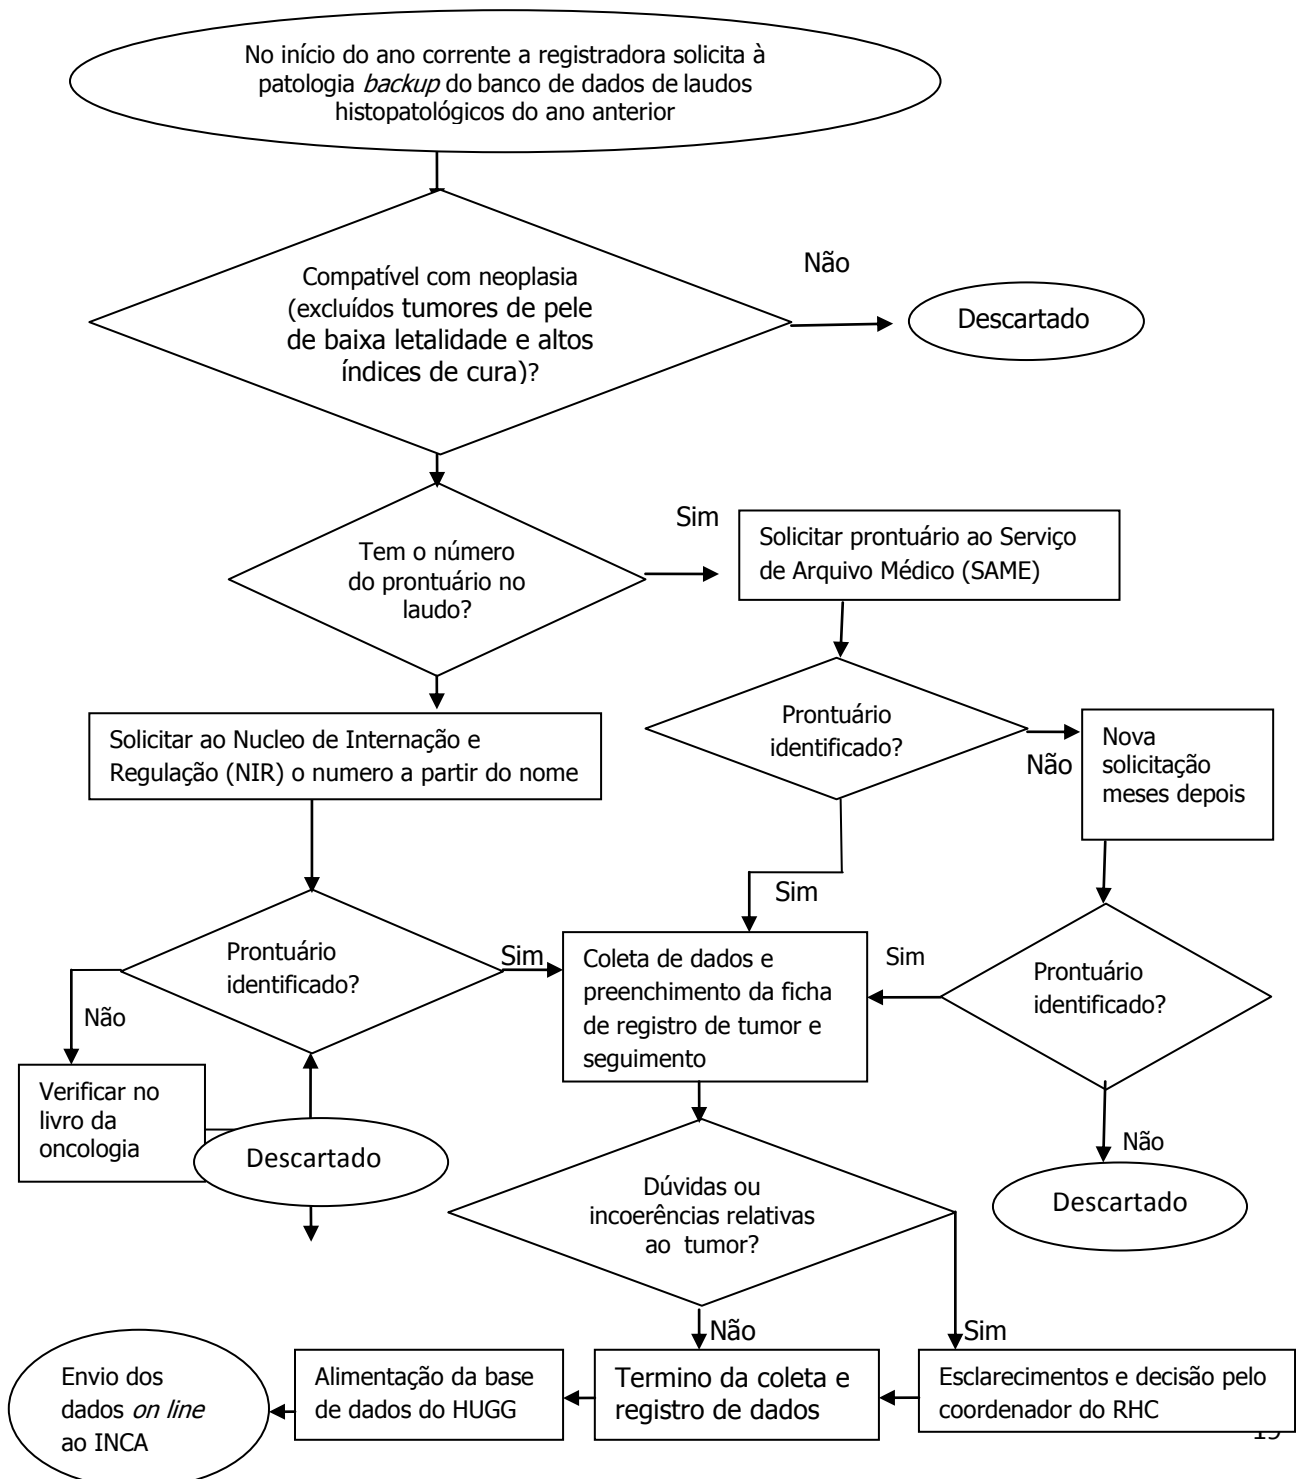 No início do ano corrente a registradora solicita à
patologia backup do banco de dados de laudos
histopatológicos do ano anterior
Compatível com neoplasia
(excluídos tumores de pele
de baixa letalidade e altos
índices de cura)?
Não
Descartado
Tem o número
do prontuário no
laudo?
Sim
Solicitar prontuário ao Serviço
de Arquivo Médico (SAME)
Solicitar ao Nucleo de Internação e
Regulação (NIR) o numero a partir do nome
Prontuário
identificado?
Não
Nova
solicitação
meses depois
Sim
Prontuário
identificado?
Sim
Não
Verificar no
livro da
oncologia
Descartado
Coleta de dados e
preenchimento da ficha
de registro de tumor e
seguimento
Sim
Prontuário
identificado?
Não
Descartado
Dúvidas ou
incoerências relativas
ao tumor?
Não
Sim
Envio dos
dados on line
ao INCA
Alimentação da base
de dados do HUGG
Termino da coleta e
registro de dados
Esclarecimentos e decisão pelo
coordenador do RHC